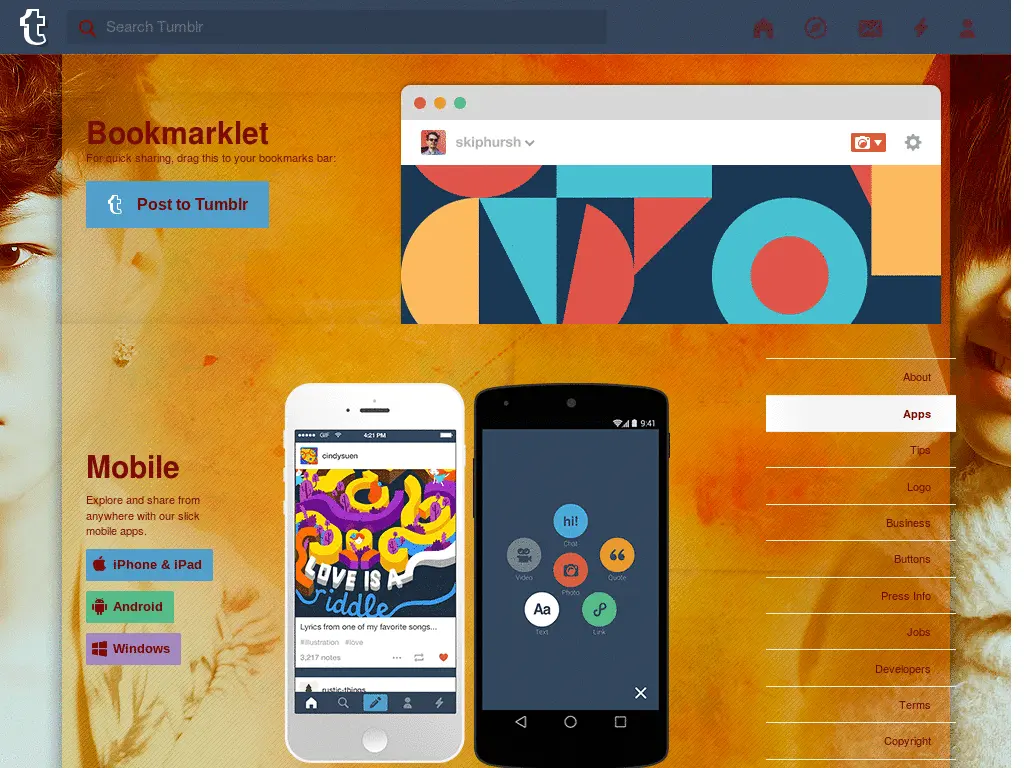 Search Tumblr
Bookmarklet
For quick sharing, drag this to your bookmarks bar:
Post to Tumblr
skiphursh
About
Apps
Tips
Logo
Business
Buttons
Press Info
Jobs
Developers
Terms
Copyright
Mobile
Explore and share from
anywhere with our slick
mobile apps.
iPhone & iPad
Android
Windows
GIF
4:21 PM
cindysuen
LOVE IS A
riddle
Lyrics from one of my favorite songs...
#illustration #love
3,217 notes
rustic-things
9:41
hi!
Chat
Video
Photo
Quote
Aa
Text
Link